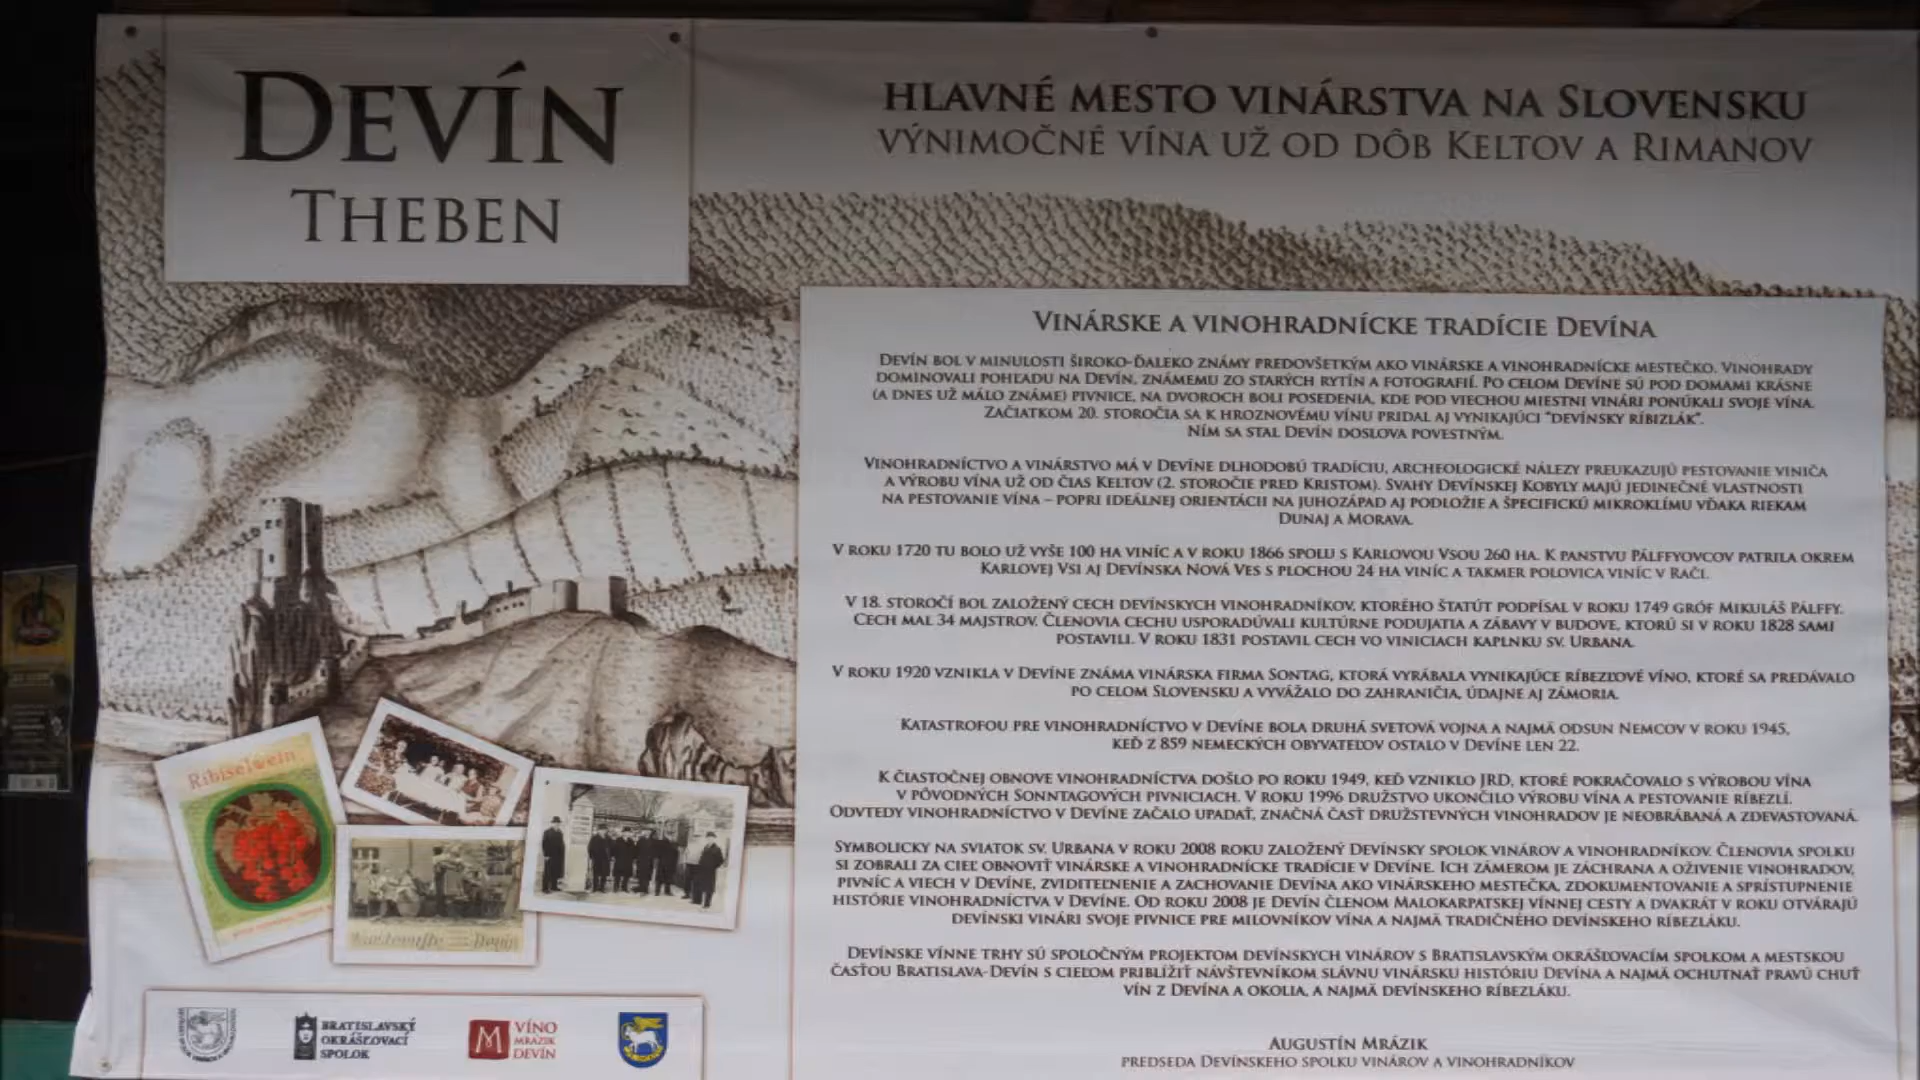 DEVÍN
THEBEN
HLAVNÉ MESTO VINÁRSTVA NA SLOVENSKU
VÝNIMOČNÉ VÍNA UŽ OD DÔB KELTOV A RIMANOV
VINÁRSKE A VINOHRADNÍCKE TRADÍCIE DEVÍNA
DEVÍN BOL V MINULOSTI ŠIROKO-ĎALEKO ZNÁMY PREDOVŠETKÝM AKO VINÁRSKE A VINOHRADNÍCKE MESTEČKO. VINOHRADY
DOMINOVALI POHĽADU NA DEVÍN, ZNÁMEMU ZO STARÝCH RYTÍN A FOTOGRAFIÍ. PO CELOM DEVÍNE SÚ POD DOMAMI KRÁSNE
(A DNES UŽ MÁLO ZNÁME) PIVNICE, NA DVOROCH BOLI POSEDENIA, KDE POD VIECHOU MIESTNI VINÁRI PONÚKALI SVOJE VÍNA.
ZAČIATKOM 20. STOROČIA SA K HROZNOVÉMU VÍNU PRIDAL AJ VYNIKAJÚCI "DEVÍNSKY RIBIZLÁK".
NÍM SA STAL DEVÍN DOSLOVA POVESTNÝM.
VINOHRADNÍCTVO A VINÁRSTVO MÁ V DEVÍNE DLHODOBÚ TRADÍCIU, ARCHEOLOGICKÉ NÁLEZY PREUKAZUJÚ PESTOVANIE VINIČA
A VÝROBU VÍNA UŽ OD ČIAS KELTOV (2. STOROČIE PRED KRISTOM). SVAHY DEVÍNSKEJ KOBYLY MAJÚ JEDINEČNÉ VLASTNOSTI
NA PESTOVANIE VÍNA – POPRI IDEÁLNEJ ORIENTÁCII NA JUHOZÁPAD AJ PODLOŽIE A ŠPECIFICKÚ MIKROKLÍMU VĎAKA RIEKAM
DUNAJ A MORAVA.
V ROKU 1720 TU BOLO UŽ VYŠE 100 HA VINÍC A V ROKU 1866 SPOLU S KARLOVOU VSOU 260 HA. K PANSTVU PÁLFFYOVCOV PATRILA OKREM
KARLOVEJ VSI AJ DEVÍNSKA NOVÁ VES S PLOCHOU 24 HA VINÍC A TAKMER POLOVICA VINÍC V RAČI.
V 18. STOROČÍ BOL ZALOŽENÝ CECH DEVÍNSKYCH VINOHRADNÍKOV, KTORÉHO ŠTATÚT PODPÍSAL V ROKU 1749 GRÓF MIKULÁŠ PÁLFFY.
CECH MAL 34 MAJSTROV. ČLENOVIA CECHU USPORADÚVALI KULTÚRNE PODUJATIA A ZÁBAVY V BUDOVE, KTORÚ SI V ROKU 1828 SAMI
POSTAVILI. V ROKU 1831 POSTAVIL CECH VO VINICIACH KAPLNKU SV. URBANA.
V ROKU 1920 VZNIKLA V DEVÍNE ZNÁMA VINÁRSKA FIRMA SONTAG, KTORÁ VYRÁBALA VYNIKAJÚCE RÍBEZĽOVÉ VÍNO, KTORÉ SA PREDÁVALO
PO CELOM SLOVENSKU A VYVÁŽALO DO ZAHRANIČIA, ÚDAJNE AJ ZÁMORIA.
KATASTROFOU PRE VINOHRADNÍCTVO V DEVÍNE BOLA DRUHÁ SVETOVÁ VOJNA A NAJMÄ ODSUN NEMCOV V ROKU 1945,
KEĎ Z 859 NEMECKÝCH OBYVATEĽOV OSTALO V DEVÍNE LEN 22.
K ČIASTOČNEJ OBNOVE VINOHRADNÍCTVA DOŠLO PO ROKU 1949, KEĎ VZNIKLO JRD, KTORÉ POKRAČOVALO S VÝROBOU VÍNA
V PÔVODNÝCH SONNTAGOVÝCH PIVNICIACH. V ROKU 1996 DRUŽSTVO UKONČILO VÝROBU VÍNA A PESTOVANIE RÍBEZLÍ.
ODVTEDY VINOHRADNÍCTVO V DEVÍNE ZAČALO UPADAŤ, ZNAČNÁ ČASŤ DRUŽSTEVNÝCH VINOHRADOV JE NEOBRÁBANÁ A ZDEVASTOVANÁ.
SYMBOLICKY NA SVIATOK SV. URBANA V ROKU 2008 ROKU ZALOŽENÝ DEVÍNSKY SPOLOK VINÁROV A VINOHRADNÍKOV. ČLENOVIA SPOLKU
SI ZOBRALI ZA CIEĽ OBNOVIŤ VINÁRSKE A VINOHRADNÍCKE TRADÍCIE V DEVÍNE. ICH ZÁMEROM JE ZÁCHRANA A OŽIVENIE VINOHRADOV,
PIVNÍC A VIECH V DEVÍNE, ZVIDITEĽNENIE A ZACHOVANIE DEVÍNA AKO VINÁRSKEHO MESTEČKA, ZDOKUMENTOVANIE A SPRÍSTUPNENIE
HISTÓRIE VINOHRADNÍCTVA V DEVÍNE. OD ROKU 2008 JE DEVÍN ČLENOM MALOKARPATSKEJ VÍNNEJ CESTY A DVAKRÁT V ROKU OTVÁRAJÚ
DEVÍNSKI VINÁRI SVOJE PIVNICE PRE MILOVNÍKOV VÍNA A NAJMÄ TRADIČNÉHO DEVÍNSKEHO RÍBEZLÁKU.
DEVÍNSKE VÍNNE TRHY SÚ SPOLOČNÝM PROJEKTOM DEVÍNSKYCH VINÁROV S BRATISLAVSKÝM OKRÁŠĽOVACÍM SPOLKOM A MESTSKOU
ČASŤOU BRATISLAVA-DEVÍN S CIEĽOM PRIBLÍŽIŤ NÁVŠTEVNÍKOM SLÁVNU VINÁRSKU HISTÓRIU DEVÍNA A NAJMÄ OCHUTNAŤ PRAVÚ CHUŤ
VÍN Z DEVÍNA A OKOLIA, A NAJMÄ DEVÍNSKEHO RÍBEZLÁKU.
AUGUSTÍN MRÁZIK
PREDSEDA DEVÍNSKEHO SPOLKU VINÁROV A VINOHRADNÍKOV
Ribiselwein
Devín
BRATISLAVSKÝ
OKRÁŠĽOVACÍ
SPOLOK
VÍNO
MRÁZIK
DEVÍN